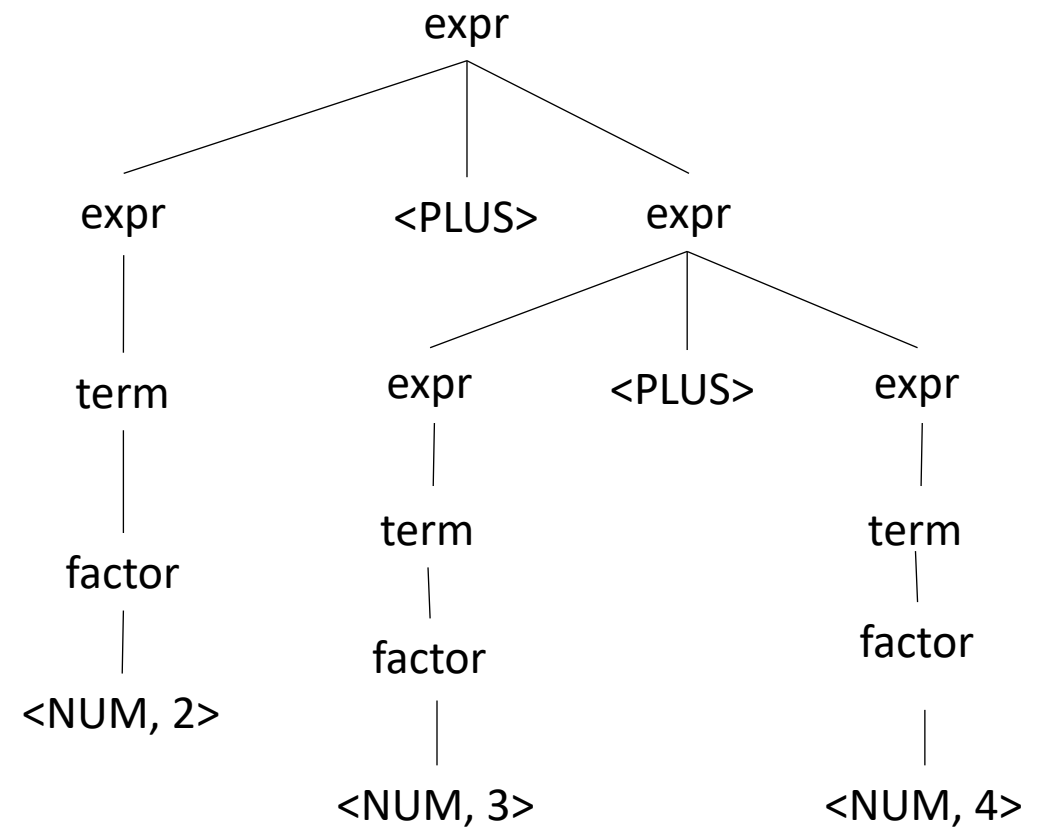 expr
expr <PLUS> expr
term expr <PLUS> expr
factor term term
<NUM, 2> factor factor
<NUM, 3> <NUM, 4>